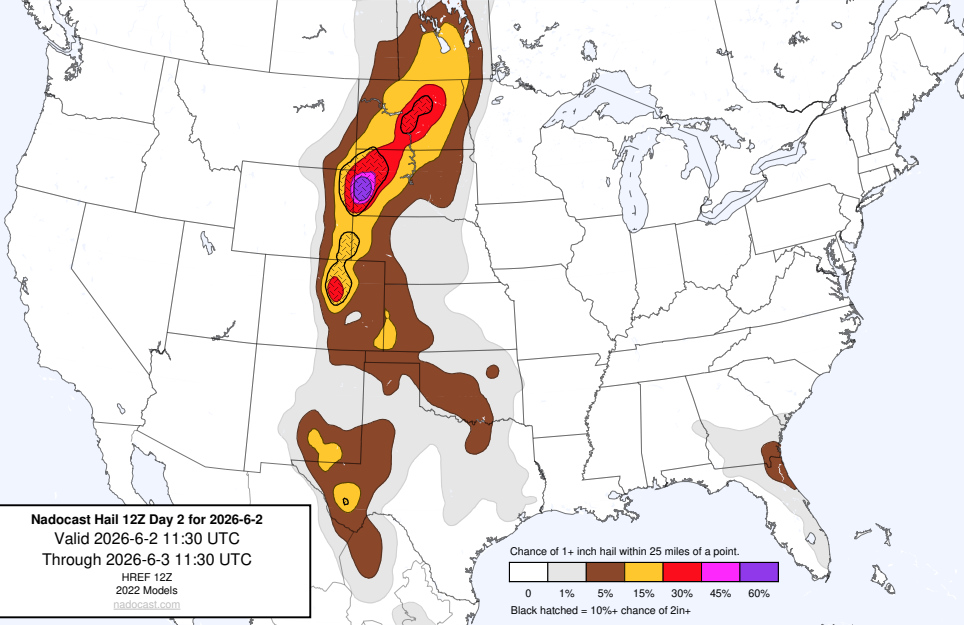 Nadocast Hail 12Z Day 2 for 2026-6-2
Valid 2026-6-2 11:30 UTC
Through 2026-6-3 11:30 UTC
HREF 12Z
2022 Models
nadocast.com
Chance of 1+ inch hail within 25 miles of a point.
0 1% 5% 15% 30% 45% 60%
Black hatched = 10%+ chance of 2in+